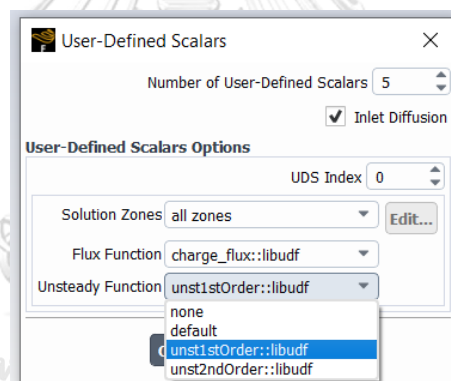 User-Defined Scalars
Number of User-Defined Scalars 5
Inlet Diffusion
User-Defined Scalars Options
UDS Index 0
Solution Zones all zones Edit...
Flux Function charge_flux::libudf
Unsteady Function unst1stOrder::libudf
none
default
unst1stOrder::libudf
unst2ndOrder::libudf